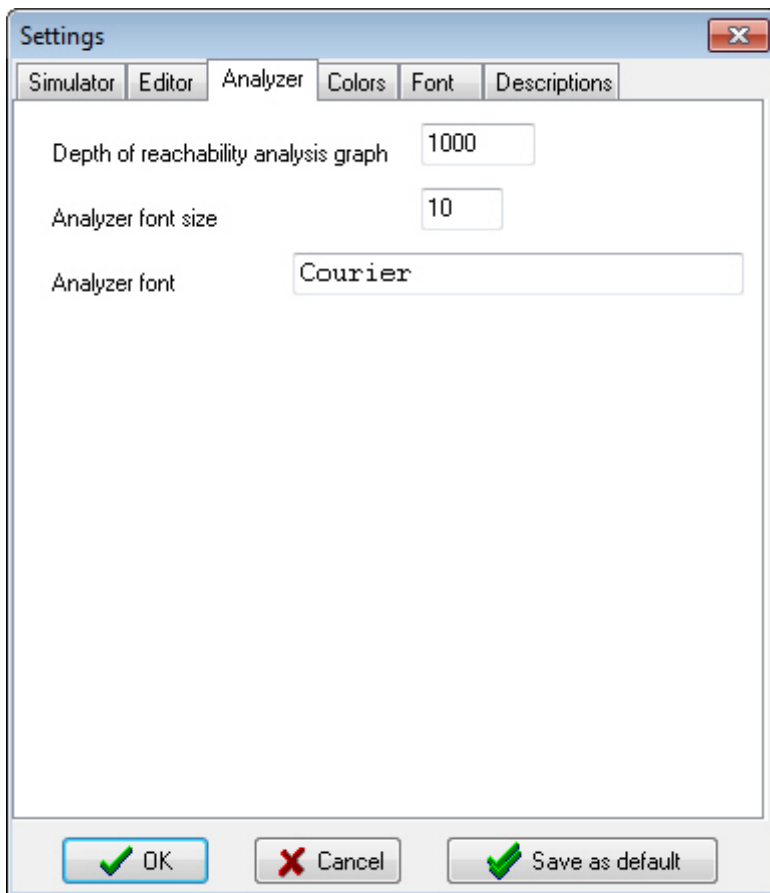 Settings
Simulator Editor Analyzer Colors Font Descriptions
Depth of reachability analysis graph 1000
Analyzer font size 10
Analyzer font Courier
OK Cancel Save as default